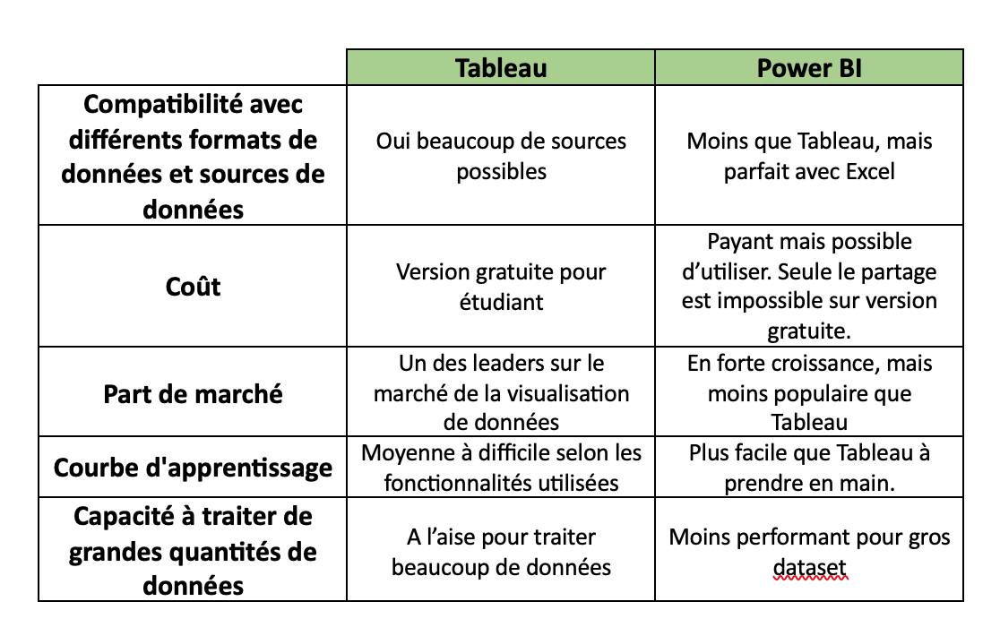 Tableau
Power BI
Compatibilité avec
différents formats de
données et sources de
données
Oui beaucoup de sources
possibles
Moins que Tableau, mais
parfait avec Excel
Coût
Version gratuite pour
étudiant
Payant mais possible
d’utiliser. Seule le partage
est impossible sur version
gratuite.
Part de marché
Un des leaders sur le
marché de la visualisation
de données
En forte croissance, mais
moins populaire que
Tableau
Courbe d'apprentissage
Moyenne à difficile selon les
fonctionnalités utilisées
Plus facile que Tableau à
prendre en main.
Capacité à traiter de
grandes quantités de
données
A l’aise pour traiter
beaucoup de données
Moins performant pour gros
dataset